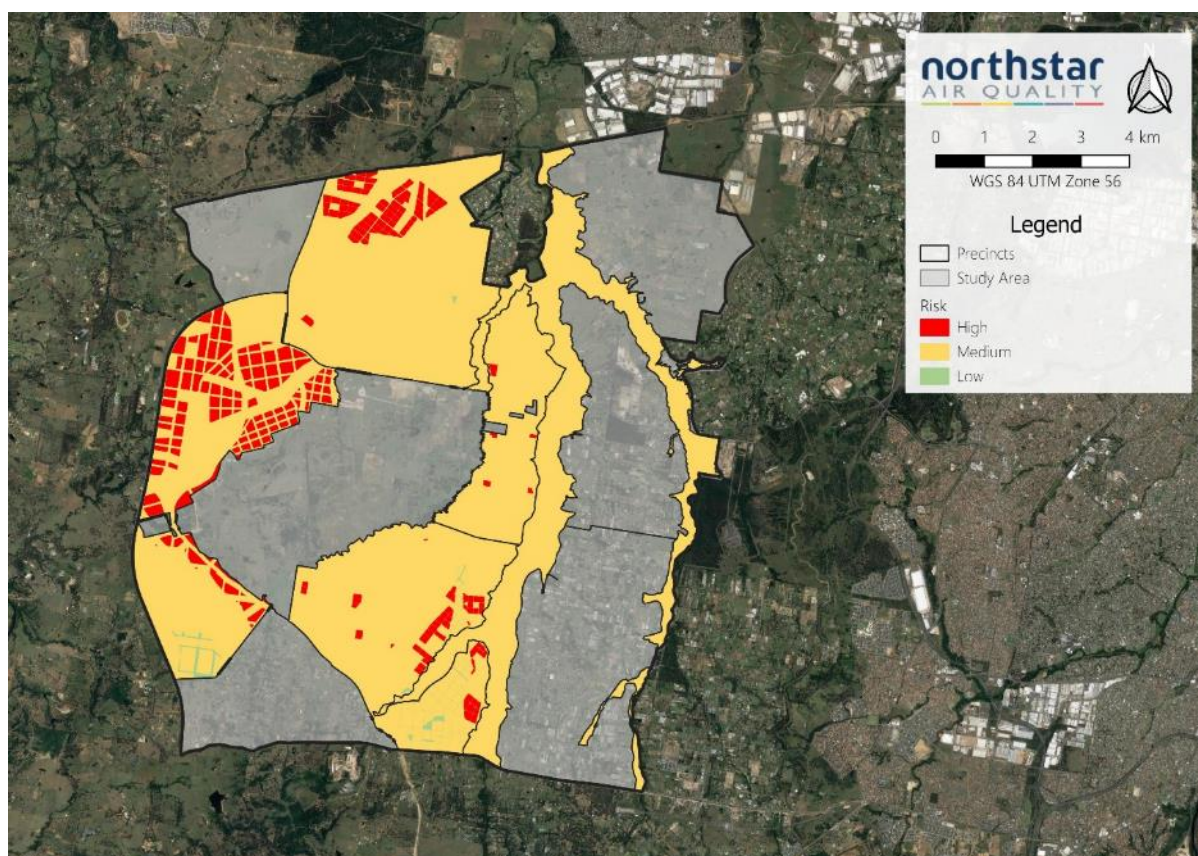 northstar
AIR QUALITY
N
0 1 2 3 4 km
WGS 84 UTM Zone 56
Legend
Precincts
Study Area
Risk
High
Medium
Low